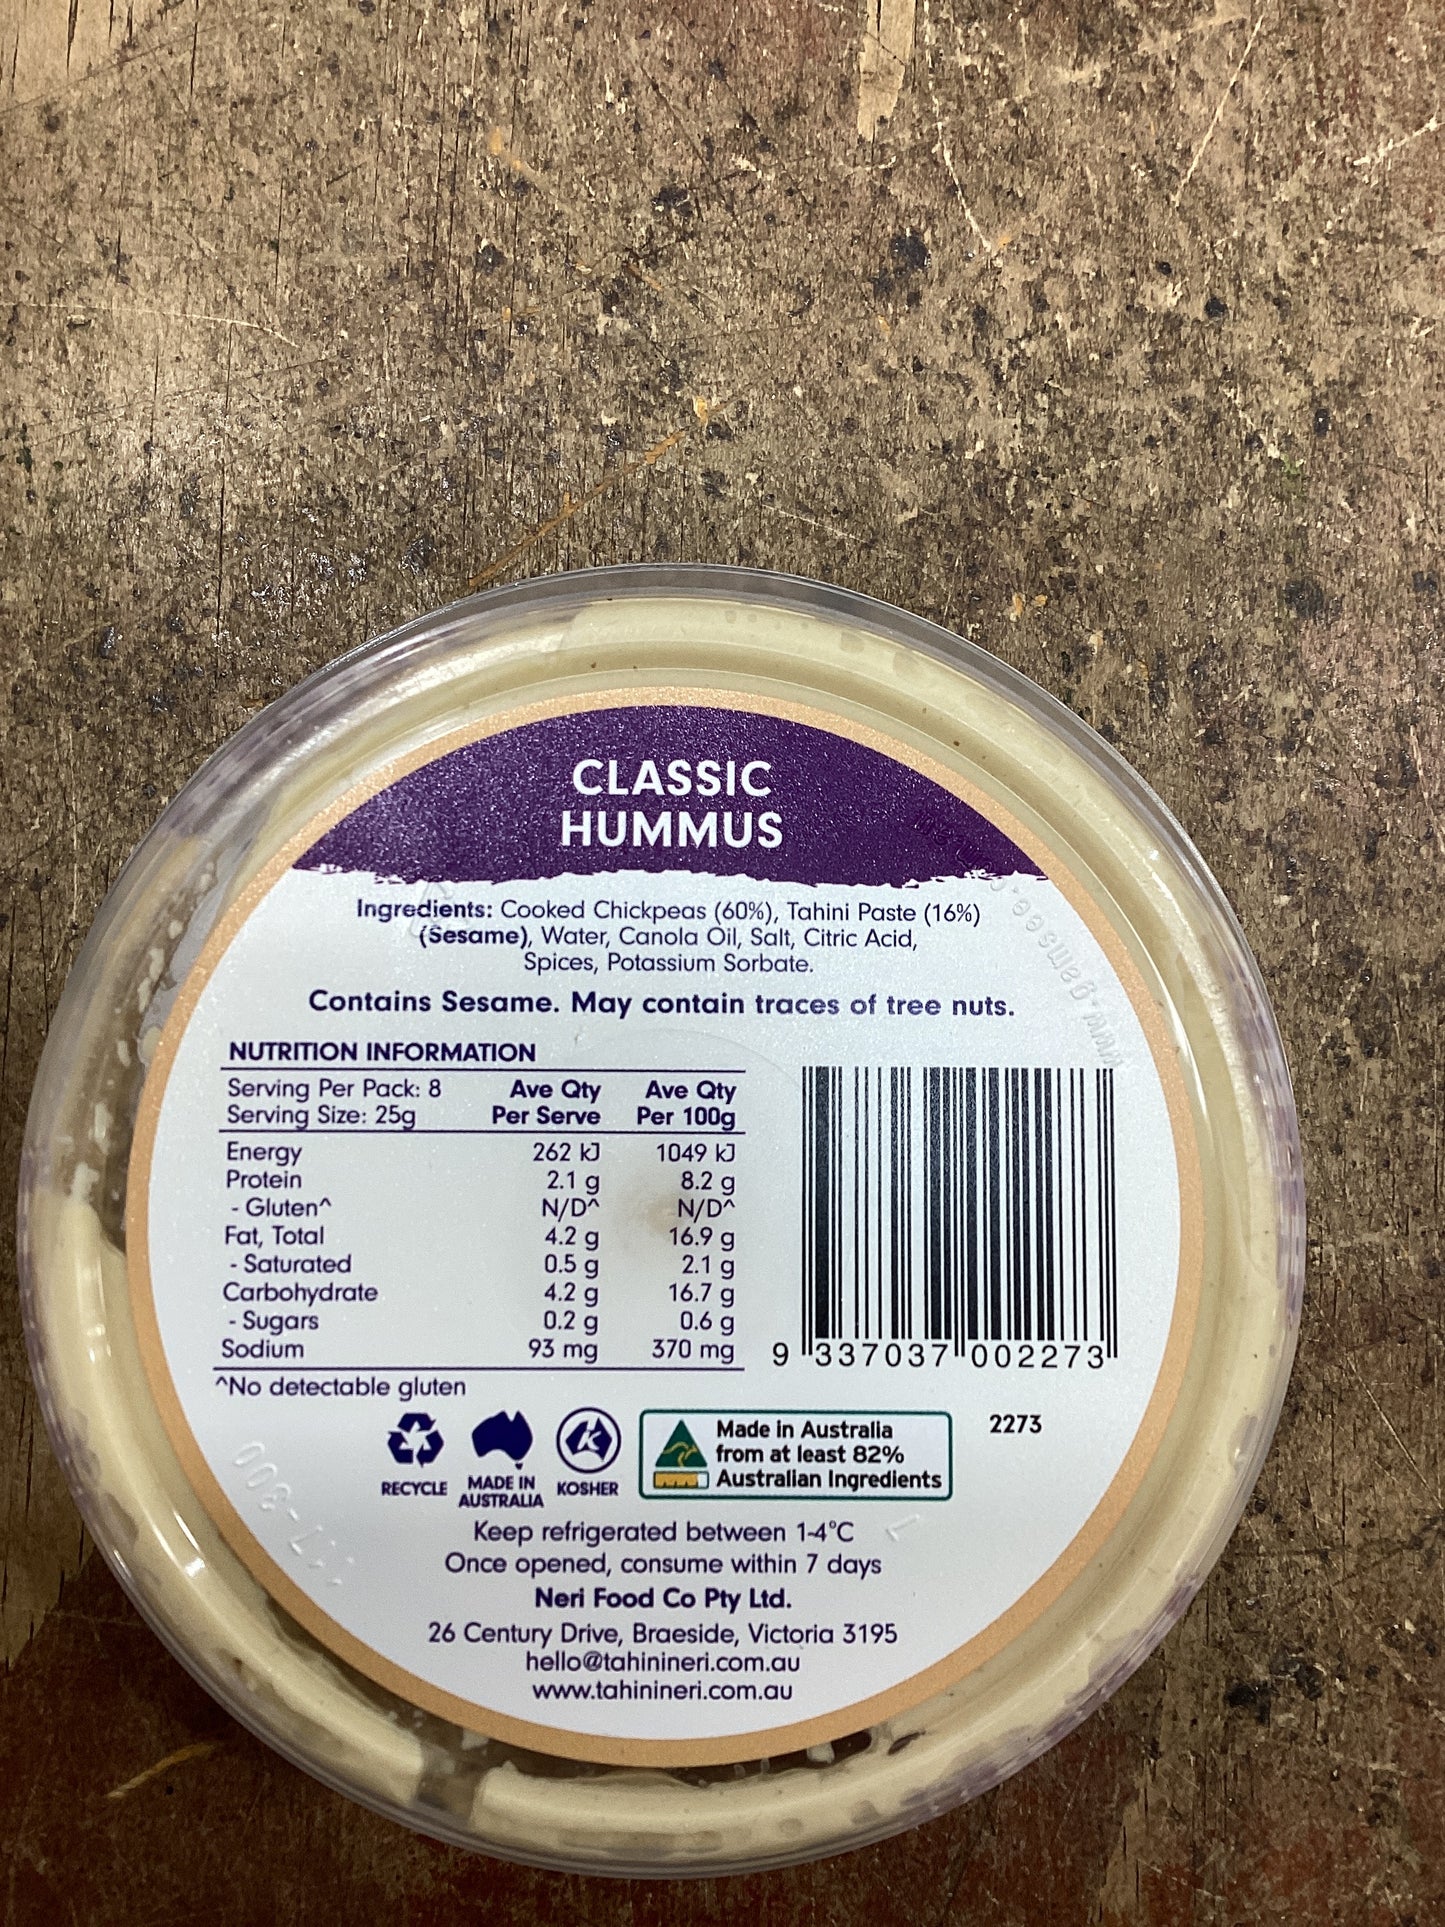 CLASSIC
HUMMUS
Ingredients: Cooked Chickpeas (60%), Tahini Paste (16%)
(Sesame), Water, Canola Oil, Salt, Citric Acid,
Spices, Potassium Sorbate.
Contains Sesame. May contain traces of tree nuts.
NUTRITION INFORMATION
Serving Per Pack: 8 Ave Qty Ave Qty
Serving Size: 25g Per Serve Per 100g
Energy 262 kJ 1049 kJ
Protein 2.1 g 8.2 g
- Gluten^ N/D^ N/D^
Fat, Total 4.2 g 16.9 g
- Saturated 0.5 g 2.1 g
Carbohydrate 4.2 g 16.7 g
- Sugars 0.2 g 0.6 g
Sodium 93 mg 370 mg
^No detectable gluten
9 337037 002273
2273
RECYCLE
MADE IN
AUSTRALIA
K
KOSHER
Made in Australia
from at least 82%
Australian Ingredients
Keep refrigerated between 1-4°C
Once opened, consume within 7 days
Neri Food Co Pty Ltd.
26 Century Drive, Braeside, Victoria 3195
hello@tahinineri.com.au
www.tahinineri.com.au